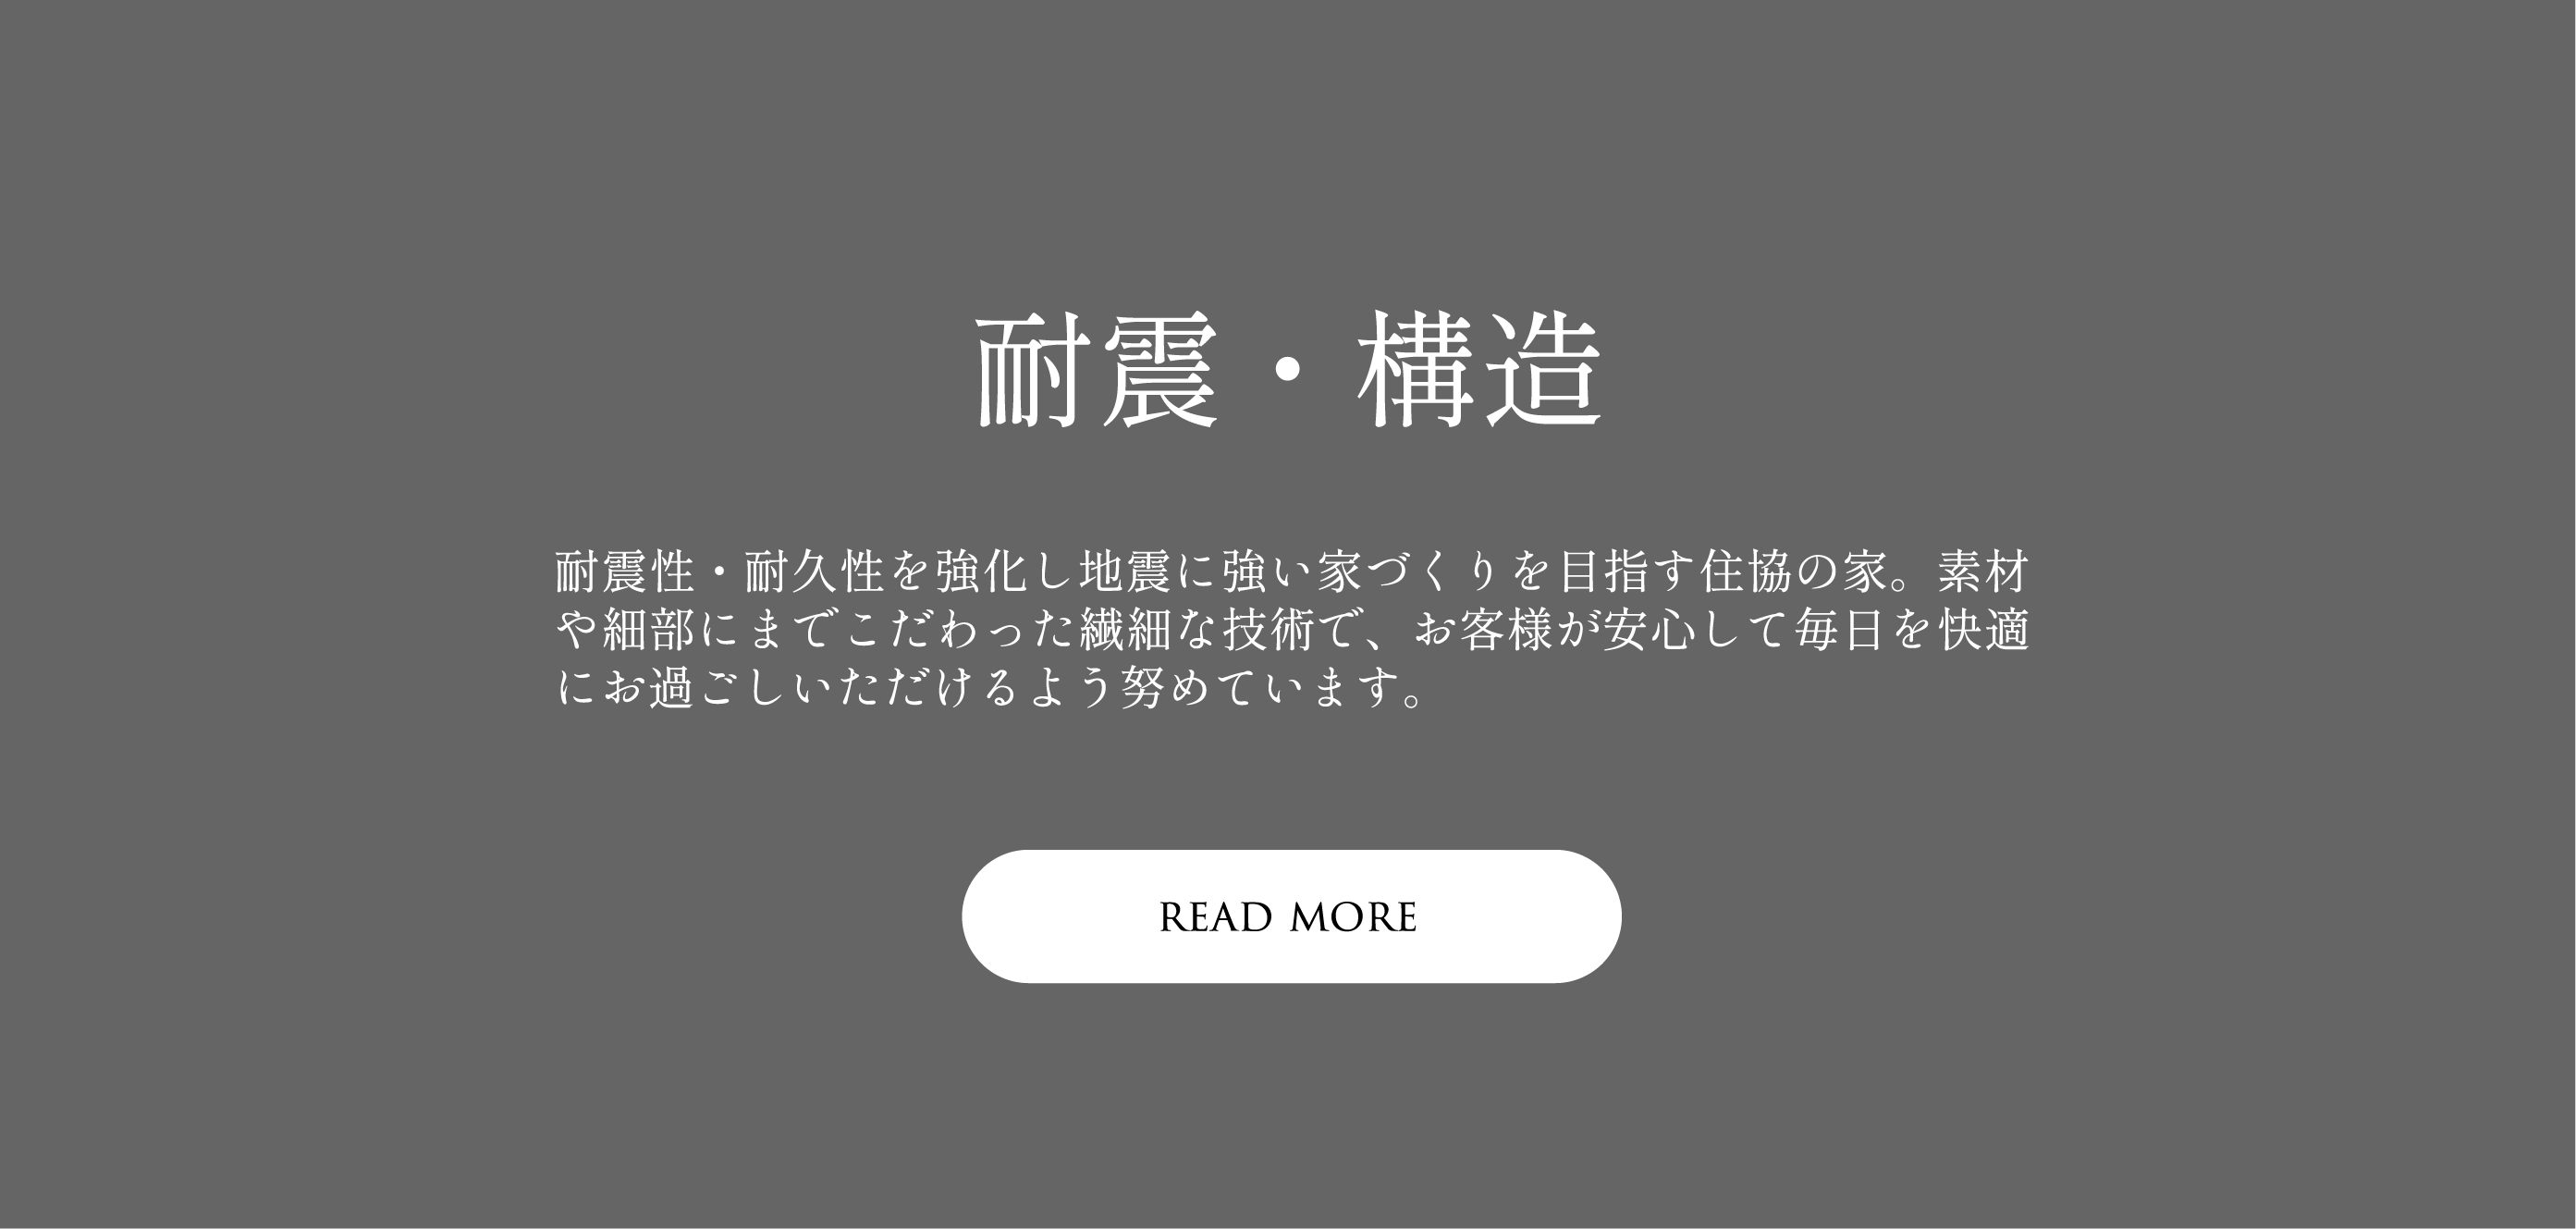 耐震・構造
耐震性・耐久性を強化し地震に強い家づくりを目指す住協の家。素材
や細部にまでこだわった繊細な技術で、お客様が安心して毎日を快適
にお過ごしいただけるよう努めています。
READ MORE